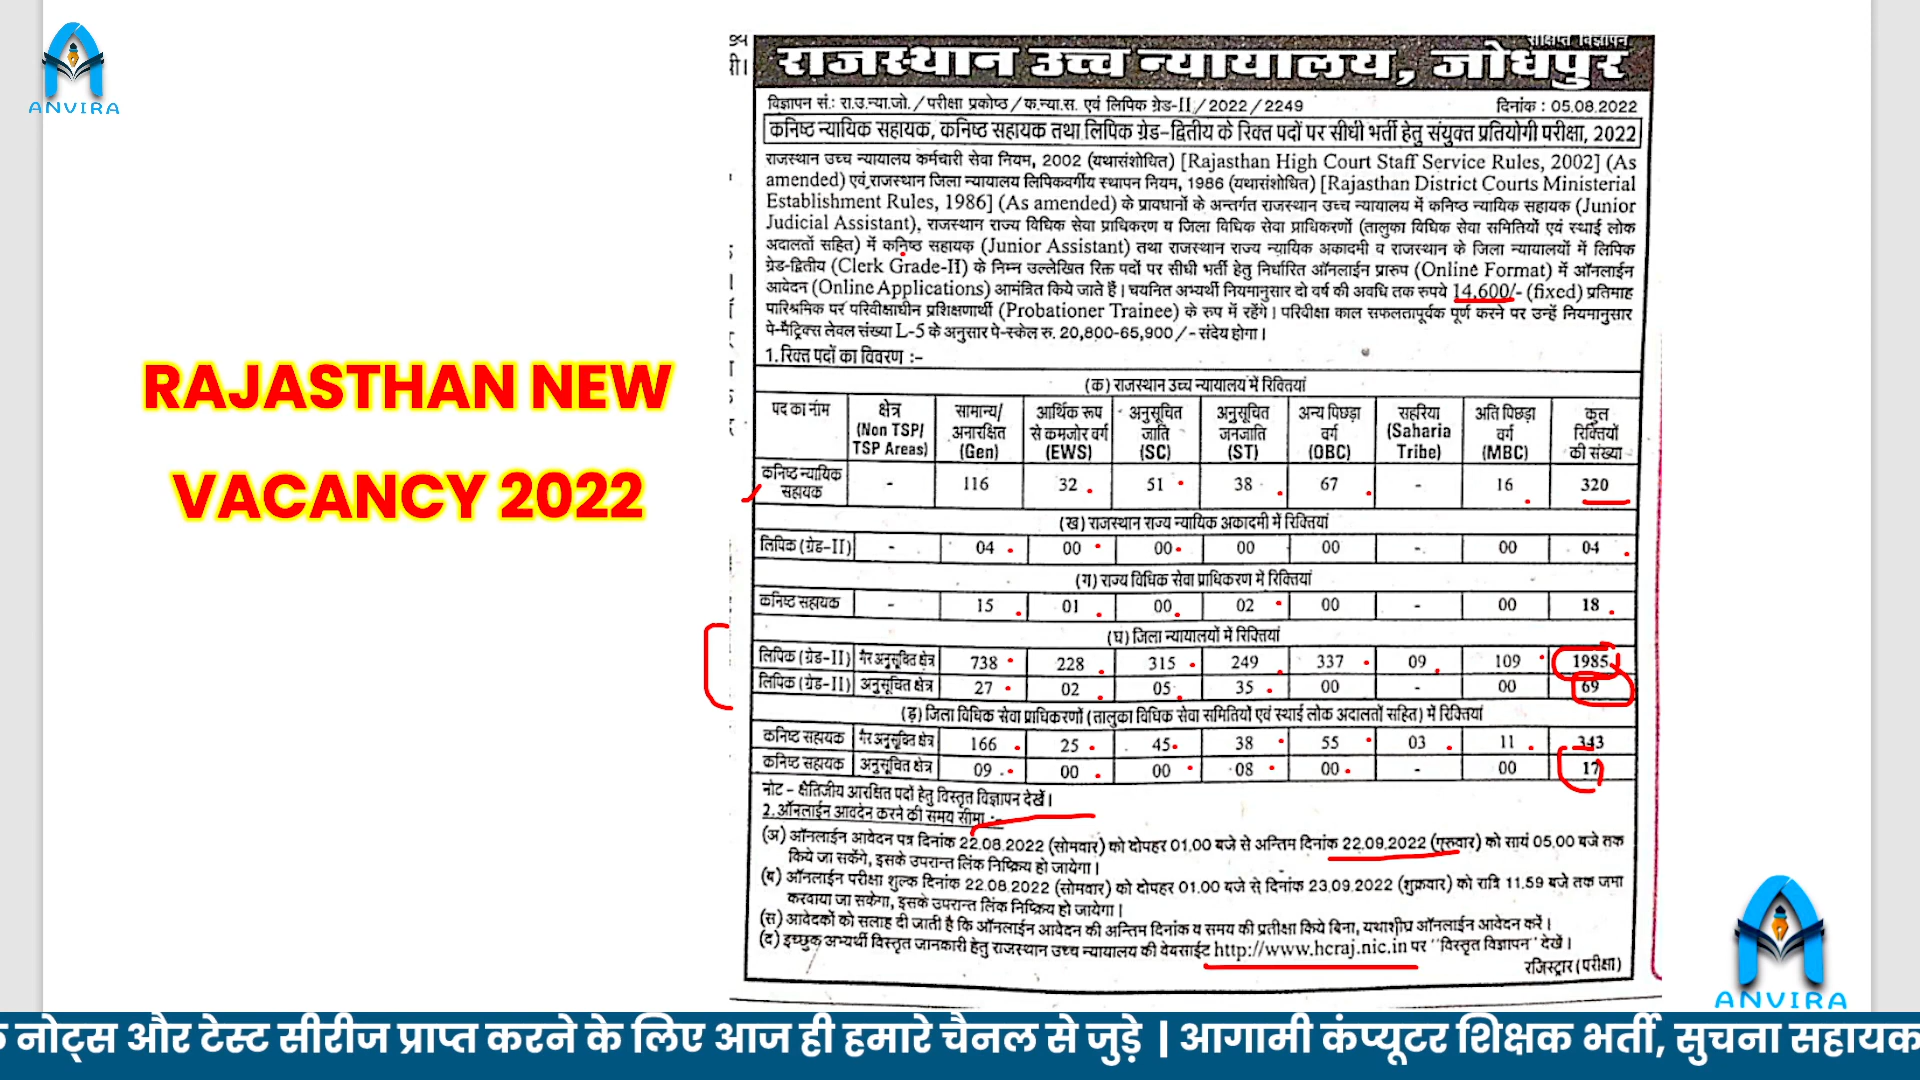 ANVIRA
RAJASTHAN NEW
VACANCY 2022
संक्षिप्त विज्ञापन
राजस्थान उच्च न्यायालय, जोधपुर
विज्ञापन सं.: रा.उ.न्या.जो./परीक्षा प्रकोष्ठ/क.न्या.स. एवं लिपिक ग्रेड-II/2022/2249 दिनांक : 05.08.2022
कनिष्ठ न्यायिक सहायक, कनिष्ठ सहायक तथा लिपिक ग्रेड-द्वितीय के रिक्त पदों पर सीधी भर्ती हेतु संयुक्त प्रतियोगी परीक्षा, 2022
राजस्थान उच्च न्यायालय कर्मचारी सेवा नियम, 2002 (यथासंशोधित) [Rajasthan High Court Staff Service Rules, 2002] (As
amended) एवं राजस्थान जिला न्यायालय लिपिकवर्गीय स्थापन नियम, 1986 (यथासंशोधित) [Rajasthan District Courts Ministerial
Establishment Rules, 1986] (As amended) के प्रावधानों के अन्तर्गत राजस्थान उच्च न्यायालय में कनिष्ठ न्यायिक सहायक (Junior
Judicial Assistant), राजस्थान राज्य विधिक सेवा प्राधिकरण व जिला विधिक सेवा प्राधिकरणों (तालुका विधिक सेवा समितियों एवं स्थाई लोक
अदालतों सहित) में कनिष्ठ सहायक (Junior Assistant) तथा राजस्थान राज्य न्यायिक अकादमी व राजस्थान के जिला न्यायालयों में लिपिक
ग्रेड-द्वितीय (Clerk Grade-II) के निम्न उल्लेखित रिक्त पदों पर सीधी भर्ती हेतु निर्धारित ऑनलाईन प्रारूप (Online Format) में ऑनलाईन
आवेदन (Online Applications) आमंत्रित किये जाते हैं। चयनित अभ्यर्थी नियमानुसार दो वर्ष की अवधि तक रुपये 14,600/- (fixed) प्रतिमाह
पारिश्रमिक पर परिवीक्षाधीन प्रशिक्षणार्थी (Probationer Trainee) के रूप में रहेंगे। परिवीक्षा काल सफलतापूर्वक पूर्ण करने पर उन्हें नियमानुसार
पे-मैट्रिक्स लेवल संख्या L-5 के अनुसार पे-स्केल रु. 20,800-65,900/- संदेय होगा।
1. रिक्त पदों का विवरण :-
(क) राजस्थान उच्च न्यायालय में रिक्तियां
पद का नाम क्षेत्र (Non TSP/ TSP Areas) सामान्य/ अनारक्षित (Gen) आर्थिक रूप से कमजोर वर्ग (EWS) अनुसूचित जाति (SC) अनुसूचित जनजाति (ST) अन्य पिछड़ा वर्ग (OBC) सहरिया (Saharia Tribe) अति पिछड़ा वर्ग (MBC) कुल रिक्तियों की संख्या
कनिष्ठ न्यायिक सहायक - 116 32 51 38 67 - 16 320
(ख) राजस्थान राज्य न्यायिक अकादमी में रिक्तियां
लिपिक (ग्रेड-II) - 04 00 00 00 00 - 00 04
(ग) राज्य विधिक सेवा प्राधिकरण में रिक्तियां
कनिष्ठ सहायक - 15 01 00 02 00 - 00 18
(घ) जिला न्यायालयों में रिक्तियां
लिपिक (ग्रेड-II) गैर अनुसूचित क्षेत्र 738 228 315 249 337 09 109 1985
लिपिक (ग्रेड-II) अनुसूचित क्षेत्र 27 02 05 35 00 - 00 69
(ड़) जिला विधिक सेवा प्राधिकरणों (तालुका विधिक सेवा समितियों एवं स्थाई लोक अदालतों सहित) में रिक्तियां
कनिष्ठ सहायक गैर अनुसूचित क्षेत्र 166 25 45 38 55 03 11 343
कनिष्ठ सहायक अनुसूचित क्षेत्र 09 00 00 08 00 - 00 17
नोट - क्षैतिजीय आरक्षित पदों हेतु विस्तृत विज्ञापन देखें।
2. ऑनलाईन आवदेन करने की समय सीमा :-
(अ) ऑनलाईन आवेदन पत्र दिनांक 22.08.2022 (सोमवार) को दोपहर 01.00 बजे से अन्तिम दिनांक 22.09.2022 (गुरूवार) को सायं 05.00 बजे तक
किये जा सकेंगे, इसके उपरान्त लिंक निष्क्रिय हो जायेगा।
(ब) ऑनलाईन परीक्षा शुल्क दिनांक 22.08.2022 (सोमवार) को दोपहर 01.00 बजे से दिनांक 23.09.2022 (शुक्रवार) को रात्रि 11.59 बजे तक जमा
करवाया जा सकेगा, इसके उपरान्त लिंक निष्क्रिय हो जायेगा।
(स) आवेदकों को सलाह दी जाती है कि ऑनलाईन आवेदन की अन्तिम दिनांक व समय की प्रतीक्षा किये बिना, यथाशीघ्र ऑनलाईन आवेदन करें।
(द) इच्छुक अभ्यर्थी विस्तृत जानकारी हेतु राजस्थान उच्च न्यायालय की वेबसाईट http://www.hcraj.nic.in पर "विस्तृत विज्ञापन" देखें।
रजिस्ट्रार (परीक्षा)
ANVIRA
नोट्स और टेस्ट सीरीज प्राप्त करने के लिए आज ही हमारे चैनल से जुड़े | आगामी कंप्यूटर शिक्षक भर्ती, सुचना सहायक